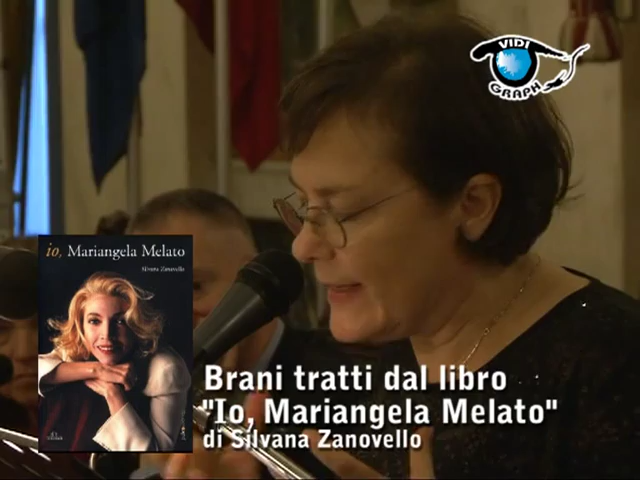 VIDI
GRAPH
io, Mariangela Melato
Silvana Zanovello
Brani tratti dal libro
"Io, Mariangela Melato"
di Silvana Zanovello